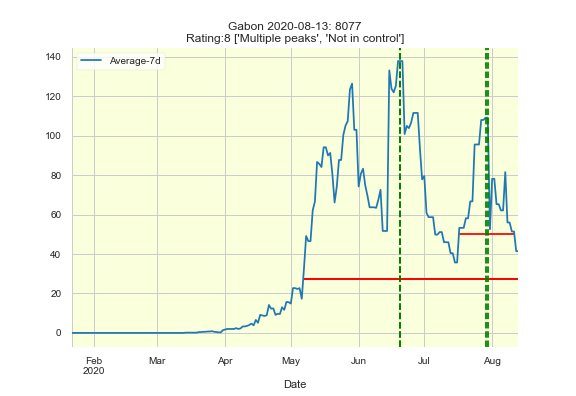 Gabon 2020-08-13: 8077
Rating:8 ['Multiple peaks', 'Not in control']
Average-7d
140
120
100
80
60
40
20
0
Feb Mar Apr May Jun Jul Aug
2020
Date